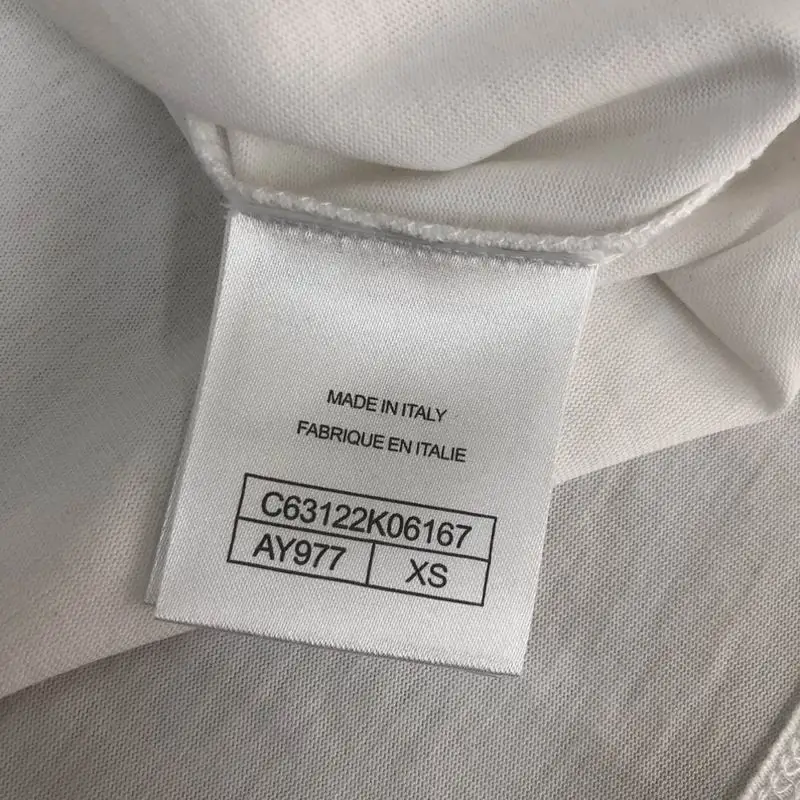 MADE IN ITALY
FABRIQUE EN ITALIE
C63122K06167
AY977 XS